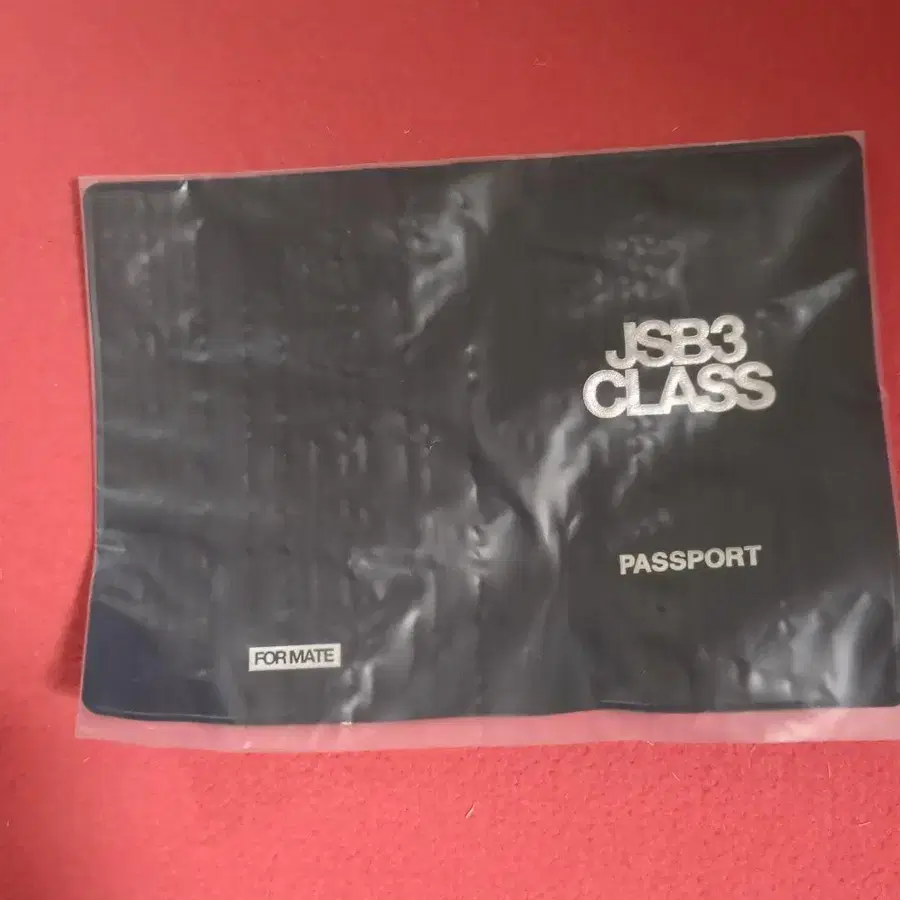 JSB3
CLASS
PASSPORT
FOR MATE